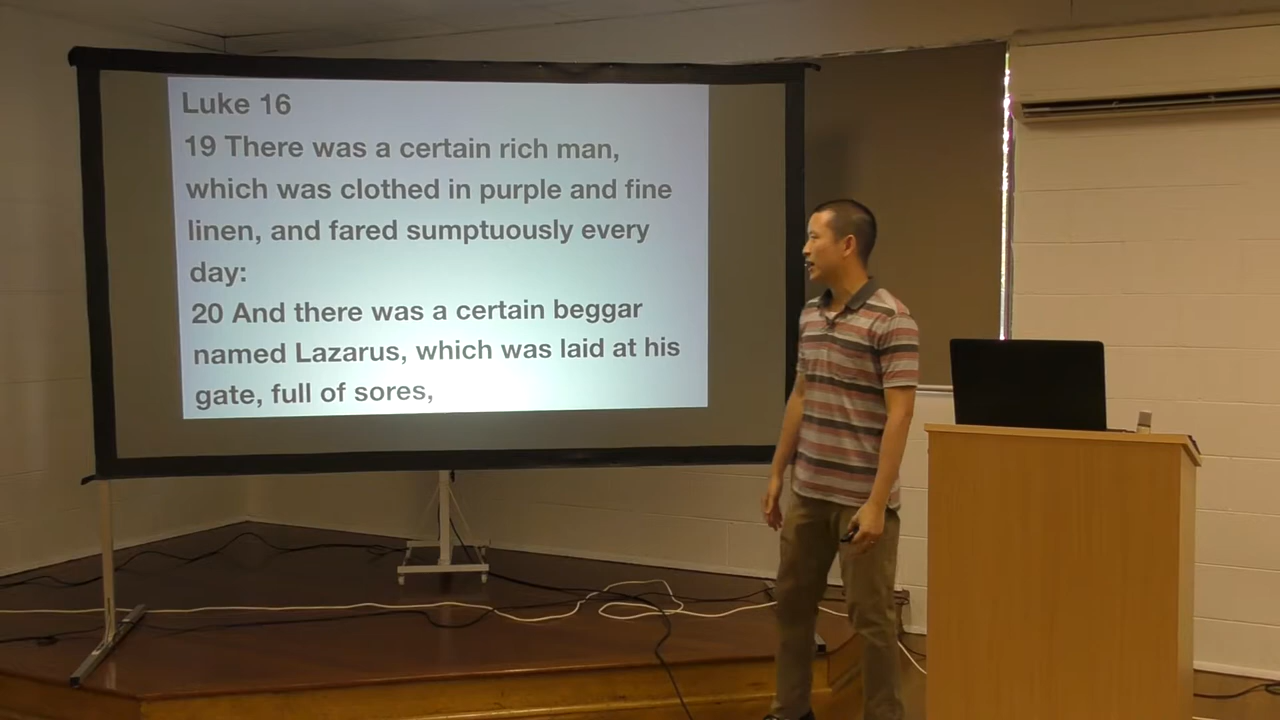 Luke 16
19 There was a certain rich man,
which was clothed in purple and fine
linen, and fared sumptuously every
day:
20 And there was a certain beggar
named Lazarus, which was laid at his
gate, full of sores,